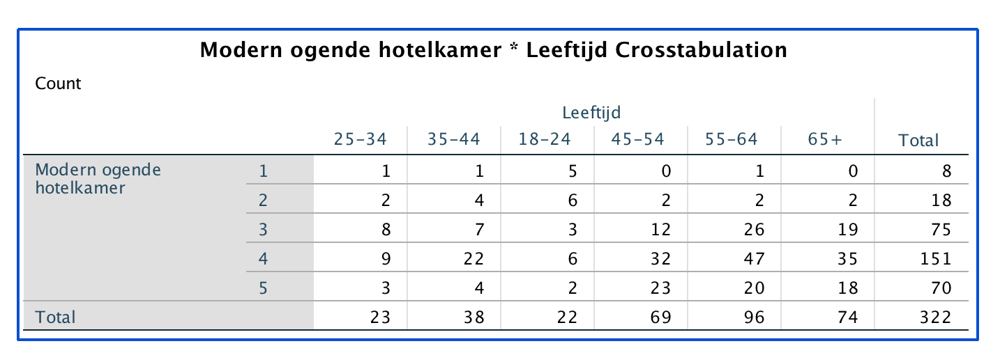 Modern ogende hotelkamer * Leeftijd Crosstabulation
Count
Leeftijd
25–34 35–44 18–24 45–54 55–64 65+ Total
Modern ogende hotelkamer 1 1 1 5 0 1 0 8
2 2 4 6 2 2 2 18
3 8 7 3 12 26 19 75
4 9 22 6 32 47 35 151
5 3 4 2 23 20 18 70
Total 23 38 22 69 96 74 322